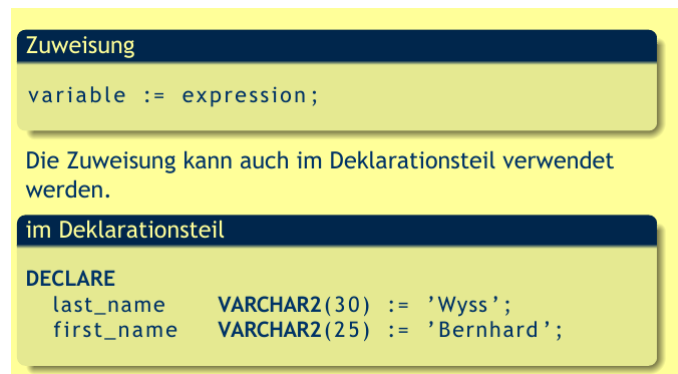 Zuweisung
variable := expression;
Die Zuweisung kann auch im Deklarationsteil verwendet
werden.
im Deklarationsteil
DECLARE
last_name VARCHAR2(30) := ’Wyss’;
first_name VARCHAR2(25) := ’Bernhard’;